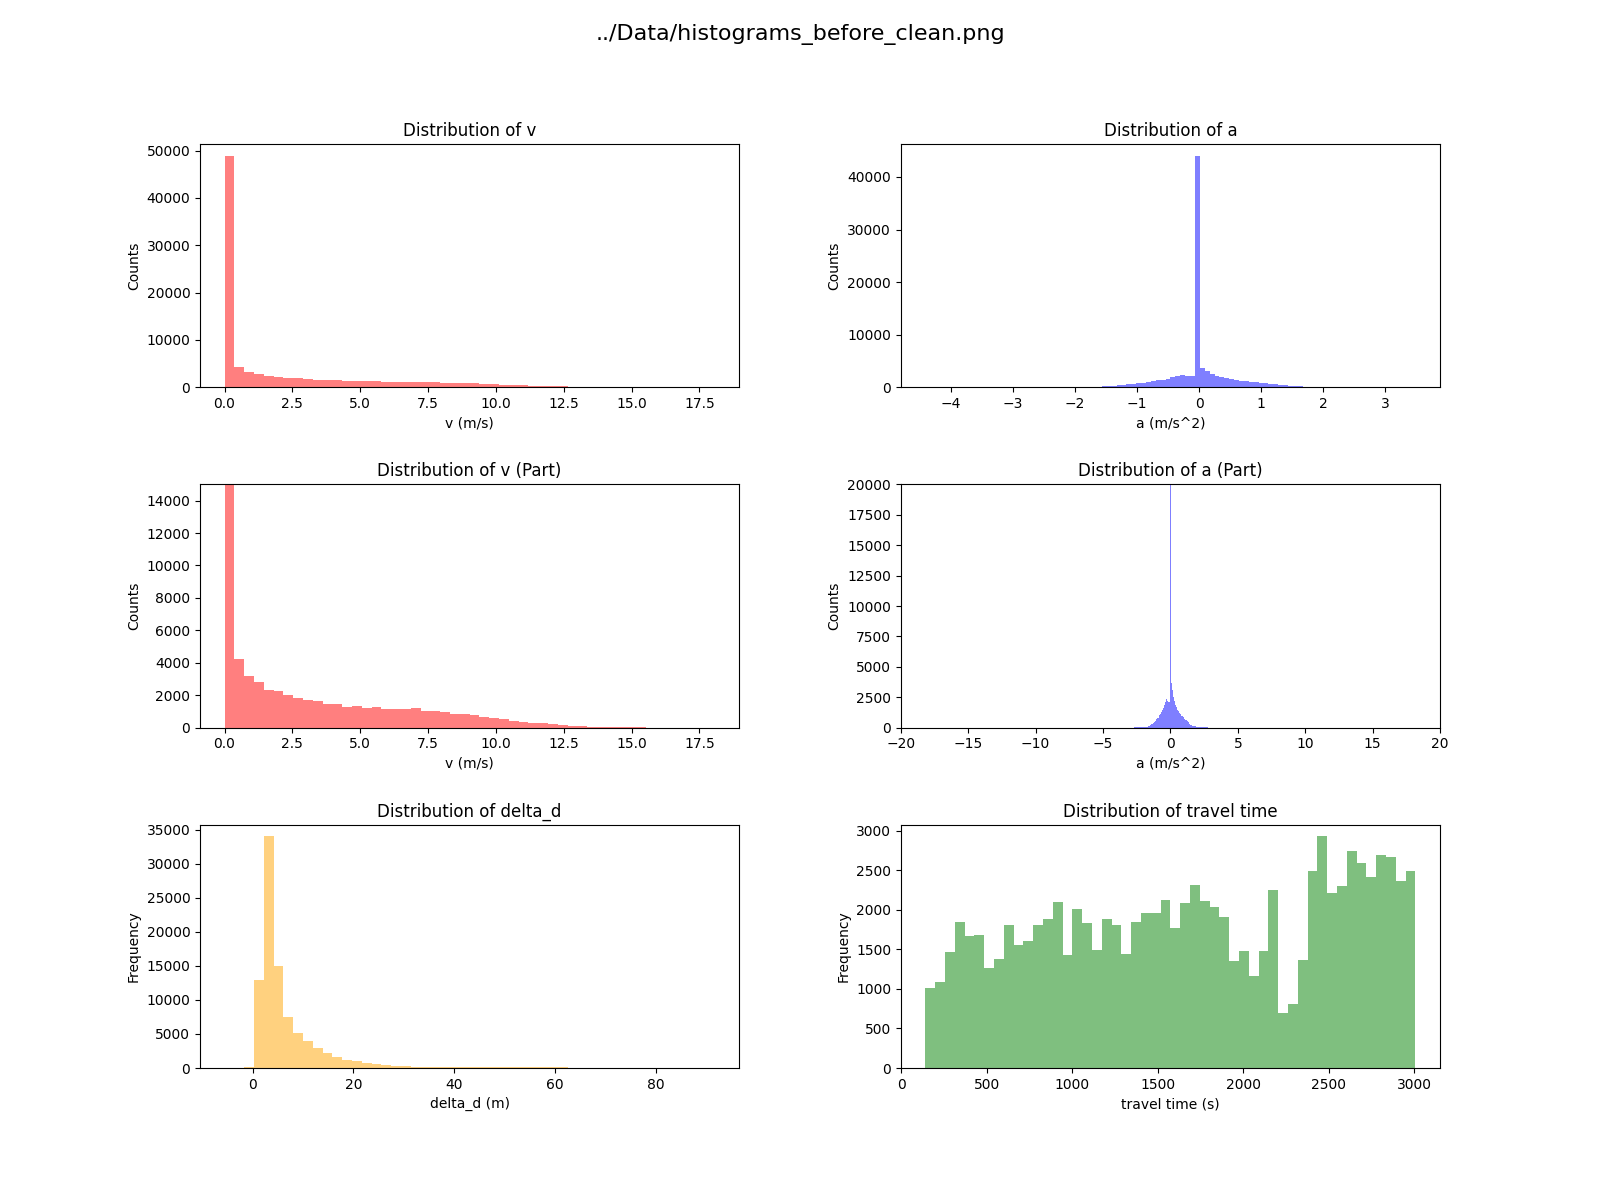 ../Data/histograms_before_clean.png
Distribution of v
50000
40000
30000
20000
10000
0
Counts
0.0 2.5 5.0 7.5 10.0 12.5 15.0 17.5
v (m/s)
Distribution of a
40000
30000
20000
10000
0
Counts
−4 −3 −2 −1 0 1 2 3
a (m/s^2)
Distribution of v (Part)
14000
12000
10000
8000
6000
4000
2000
0
Counts
0.0 2.5 5.0 7.5 10.0 12.5 15.0 17.5
v (m/s)
Distribution of a (Part)
20000
17500
15000
12500
10000
7500
5000
2500
0
Counts
−20 −15 −10 −5 0 5 10 15 20
a (m/s^2)
Distribution of delta_d
35000
30000
25000
20000
15000
10000
5000
0
Frequency
0 20 40 60 80
delta_d (m)
Distribution of travel time
3000
2500
2000
1500
1000
500
0
Frequency
0 500 1000 1500 2000 2500 3000
travel time (s)